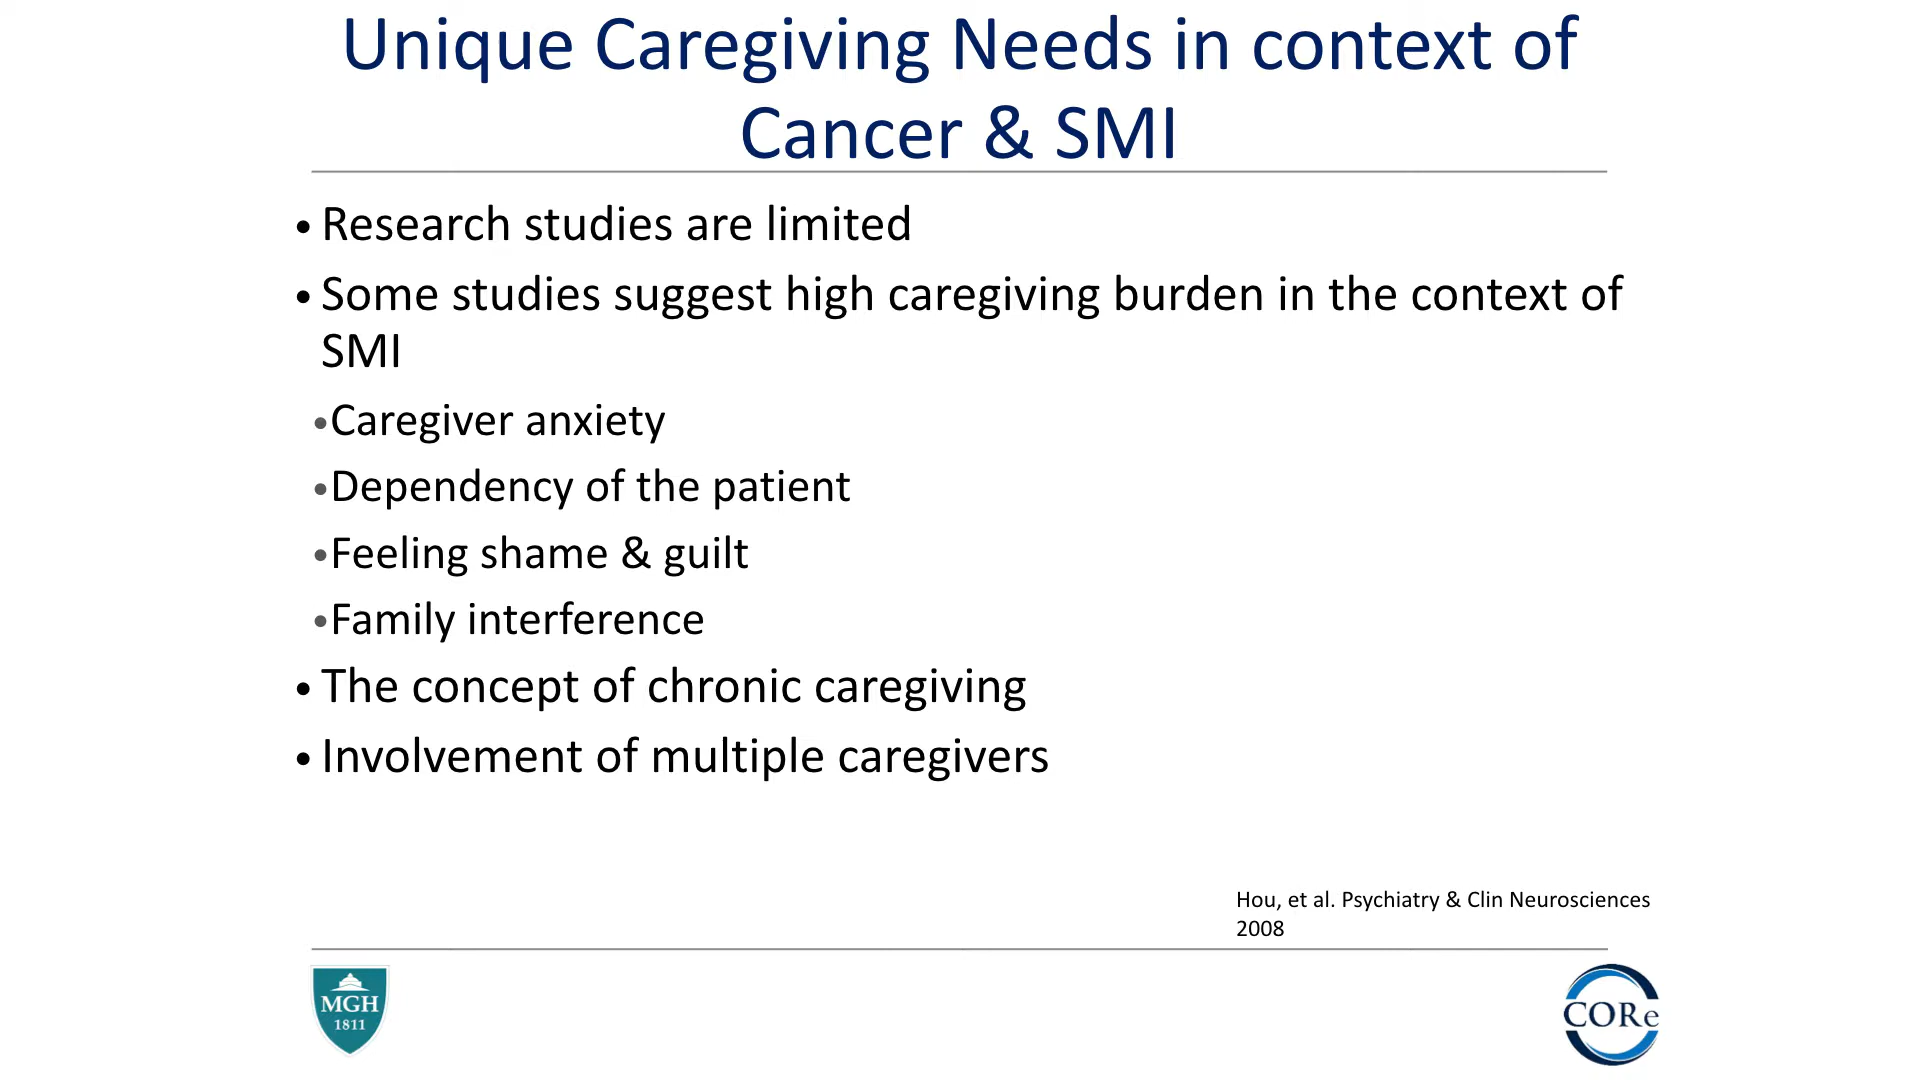 Unique Caregiving Needs in context of
Cancer & SMI
• Research studies are limited
• Some studies suggest high caregiving burden in the context of
SMI
•Caregiver anxiety
•Dependency of the patient
•Feeling shame & guilt
•Family interference
• The concept of chronic caregiving
• Involvement of multiple caregivers
Hou, et al. Psychiatry & Clin Neurosciences
2008
MGH
1811
CORe